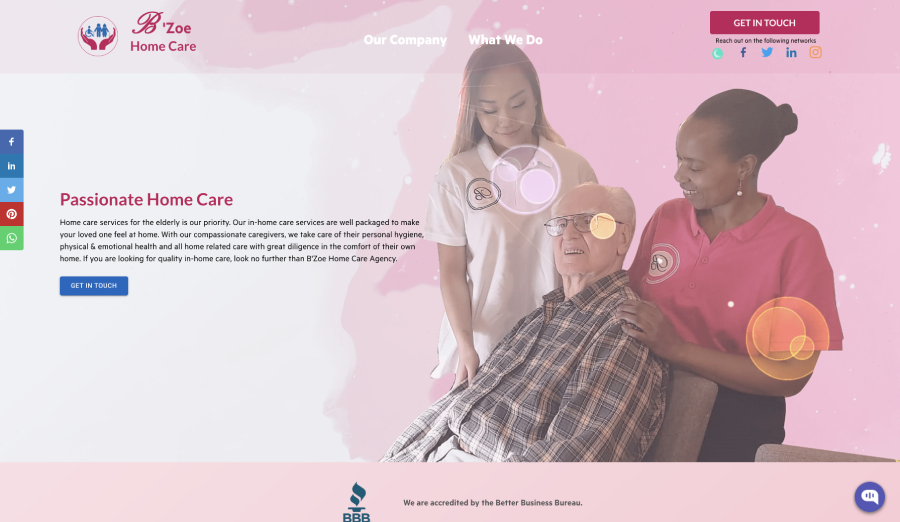 B'Zoe
Home Care
Our Company
What We Do
GET IN TOUCH
Reach out on the following networks
Passionate Home Care
Home care services for the elderly is our priority. Our in-home care services are well packaged to make
your loved one feel at home. With our compassionate caregivers, we take care of their personal hygiene,
physical & emotional health and all home related care with great diligence in the comfort of their own
home. If you are looking for quality in-home care, look no further than B'Zoe Home Care Agency.
GET IN TOUCH
BBB
We are accredited by the Better Business Bureau.